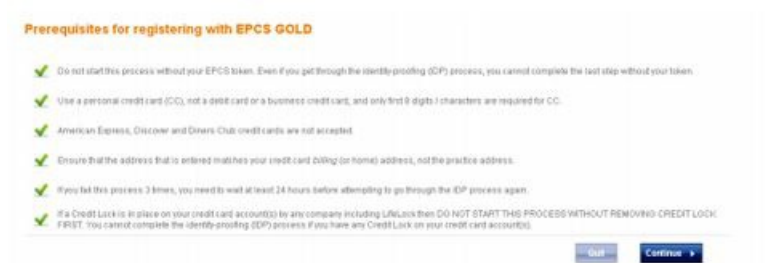 Prerequisites for registering with EPCS GOLD
Do not start this process without your EPCS token. Even if you get through the identity-proofing (IDP) process, you cannot complete the last step without your token.
Use a personal credit card (CC), not a debit card or a business credit card, and only first 8 digits / characters are required for CC.
American Express, Discover and Diners Club credit cards are not accepted.
Ensure that the address that is entered matches your credit card billing (or home) address, not the practice address.
If you fail this process 3 times, you need to wait at least 24 hours before attempting to go through the IDP process again.
If a Credit Lock is in place on your credit card account(s) by any company including LifeLock then DO NOT START THIS PROCESS WITHOUT REMOVING CREDIT LOCK
FIRST. You cannot complete the identity-proofing (IDP) process if you have any Credit Lock on your credit card account(s).
Quit Continue